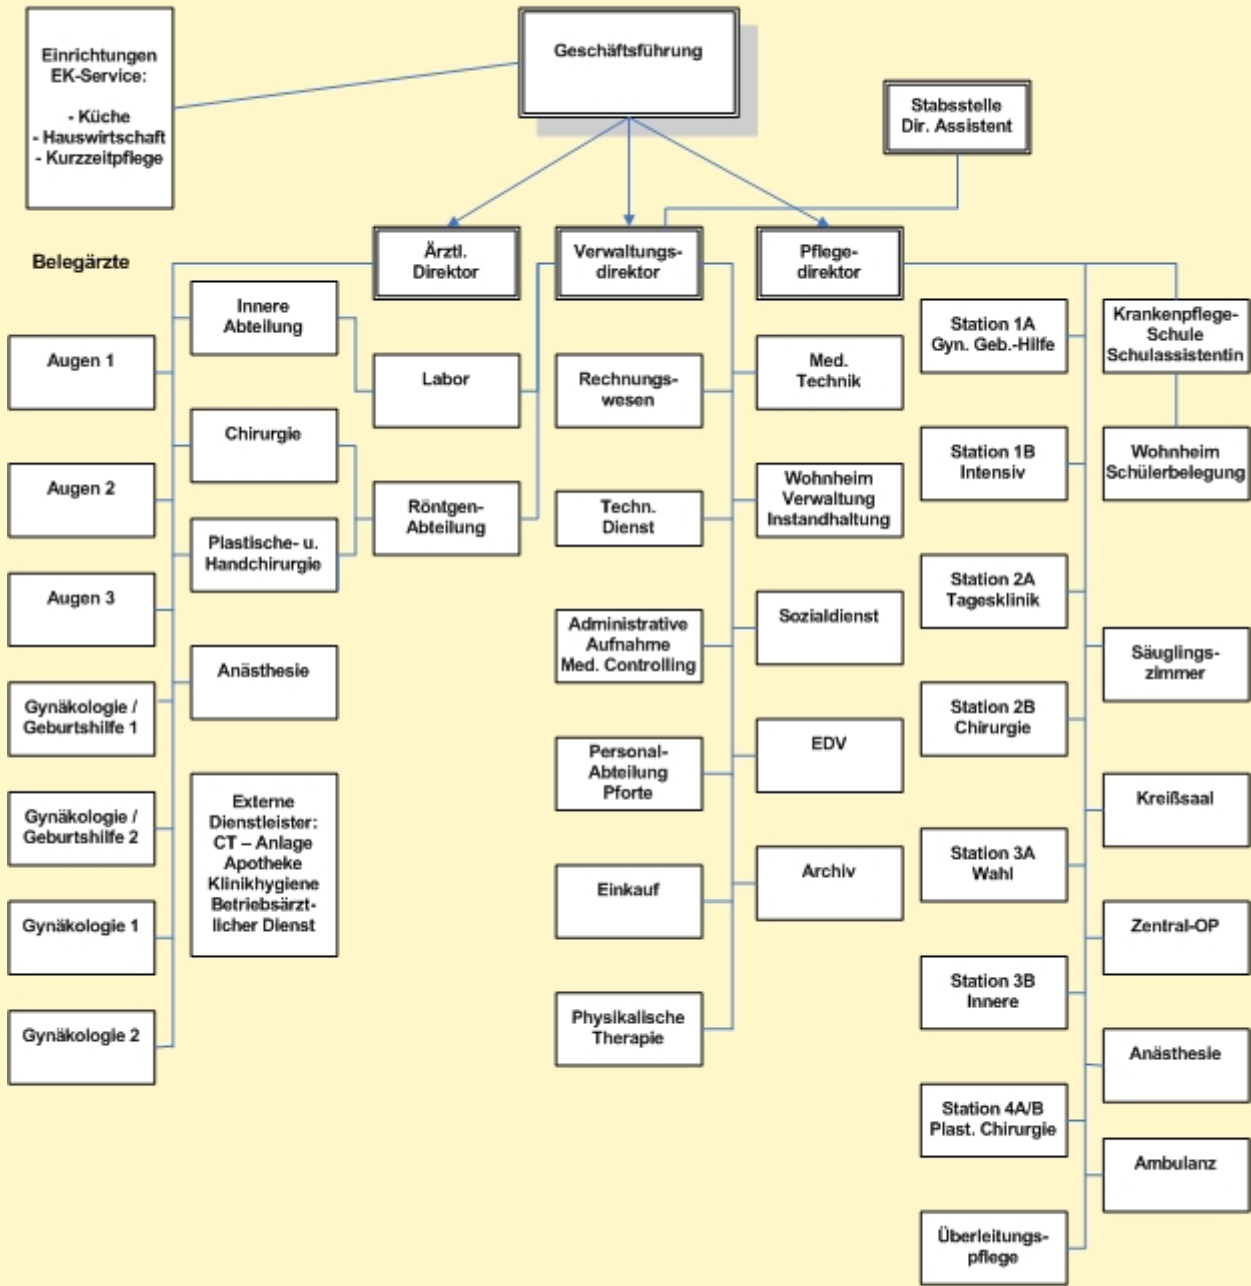 Einrichtungen
EK-Service:
- Küche
- Hauswirtschaft
- Kurzzeitpflege
Geschäftsführung
Stabsstelle
Dir. Assistent
Belegärzte
Ärztl.
Direktor
Verwaltungs-
direktor
Pflege-
direktor
Augen 1
Augen 2
Augen 3
Gynäkologie /
Geburtshilfe 1
Gynäkologie /
Geburtshilfe 2
Gynäkologie 1
Gynäkologie 2
Innere
Abteilung
Chirurgie
Plastische- u.
Handchirurgie
Anästhesie
Externe
Dienstleister:
CT – Anlage
Apotheke
Klinikhygiene
Betriebsärzt-
licher Dienst
Labor
Röntgen-
Abteilung
Rechnungs-
wesen
Techn.
Dienst
Administrative
Aufnahme
Med. Controlling
Personal-
Abteilung
Pforte
Einkauf
Physikalische
Therapie
Med.
Technik
Wohnheim
Verwaltung
Instandhaltung
Sozialdienst
EDV
Archiv
Station 1A
Gyn. Geb.-Hilfe
Station 1B
Intensiv
Station 2A
Tagesklinik
Station 2B
Chirurgie
Station 3A
Wahl
Station 3B
Innere
Station 4A/B
Plast. Chirurgie
Überleitungs-
pflege
Krankenpflege-
Schule
Schulassistentin
Wohnheim
Schülerbelegung
Säuglings-
zimmer
Kreißsaal
Zentral-OP
Anästhesie
Ambulanz